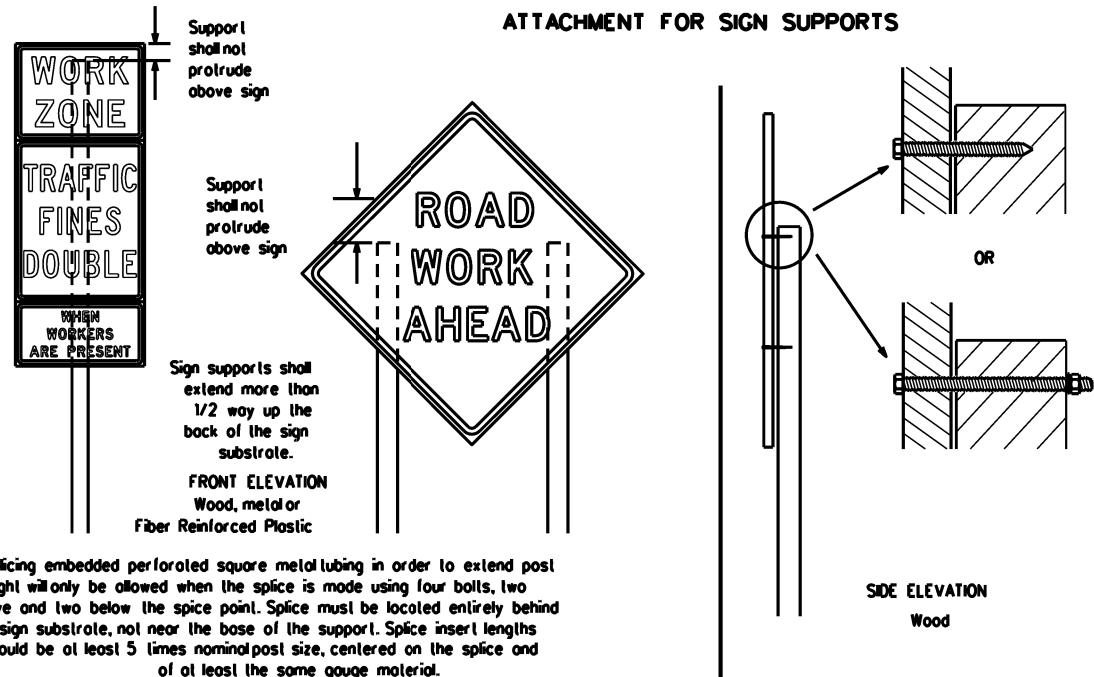 ATTACHMENT FOR SIGN SUPPORTS
Support
shall not
protrude
above sign
WORK
ZONE
TRAFFIC
FINES
DOUBLE
WHEN
WORKERS
ARE PRESENT
Support
shall not
protrude
above sign
ROAD
WORK
AHEAD
Sign supports shall
extend more than
1/2 way up the
back of the sign
substrate.
FRONT ELEVATION
Wood, metal or
Fiber Reinforced Plastic
OR
SIDE ELEVATION
Wood
licing embedded perforated square metal tubing in order to extend post
ght will only be allowed when the splice is made using four bolts, two
ve and two below the spice point. Splice must be located entirely behind
sign substrate, not near the base of the support. Splice insert lengths
ould be at least 5 times nominal post size, centered on the splice and
of at least the same gauge material.